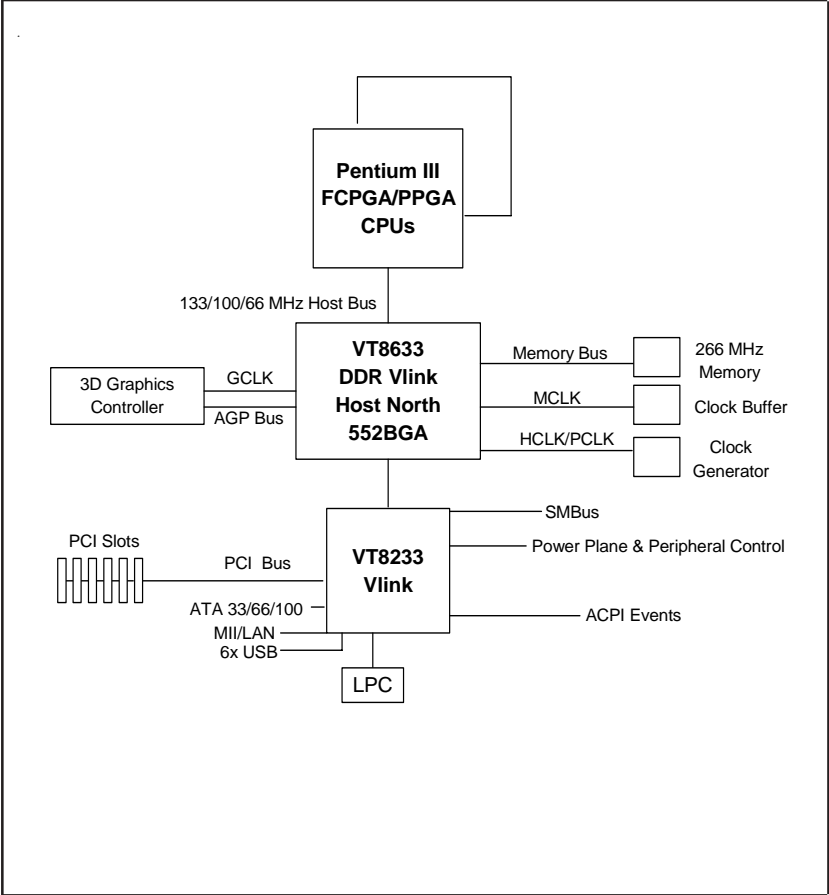 Pentium III
FCPGA/PPGA
CPUs
133/100/66 MHz Host Bus
VT8633
DDR Vlink
Host North
552BGA
3D Graphics
Controller
GCLK
AGP Bus
Memory Bus
266 MHz
Memory
MCLK
Clock Buffer
HCLK/PCLK
Clock
Generator
VT8233
Vlink
PCI Slots
PCI Bus
ATA 33/66/100
MII/LAN
6x USB
SMBus
Power Plane & Peripheral Control
ACPI Events
LPC